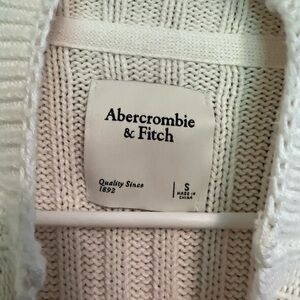 Abercrombie
& Fitch
Quality Since
1892
S
MADE IN
CHINA